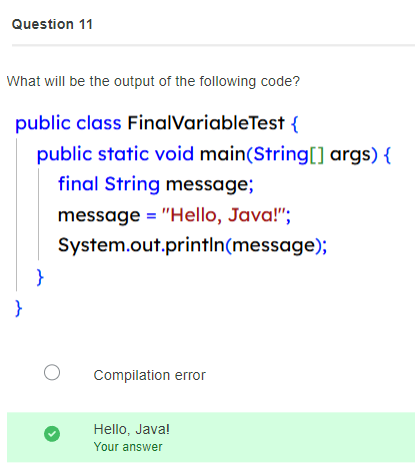 Question 11
What will be the output of the following code?
public class FinalVariableTest {
public static void main(String[] args) {
final String message;
message = "Hello, Java!";
System.out.println(message);
}
}
Compilation error
Hello, Java!
Your answer